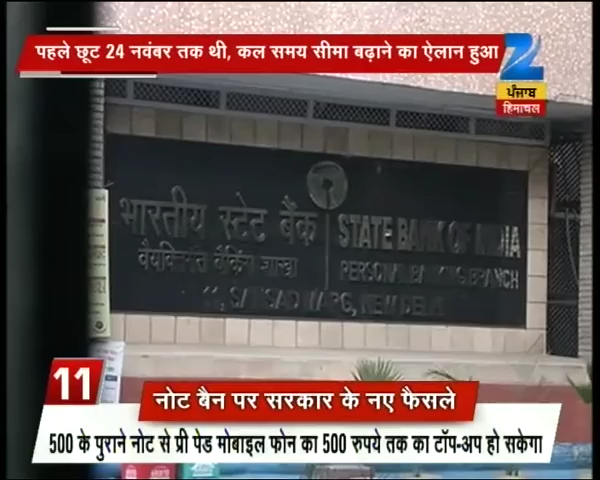 पहले छूट 24 नवंबर तक थी, कल समय सीमा बढ़ाने का ऐलान हुआ
ਪੰਜਾਬ
हिमाचल
भारतीय स्टेट बैंक
वैयक्तिक बैंकिंग शाखा
STATE BANK OF INDIA
PERSONAL BANKING BRANCH
11, SANSAD MARG, NEW DELHI
11
नोट बैन पर सरकार के नए फैसले
500 के पुराने नोट से प्री पेड मोबाइल फोन का 500 रुपये तक का टॉप-अप हो सकेगा